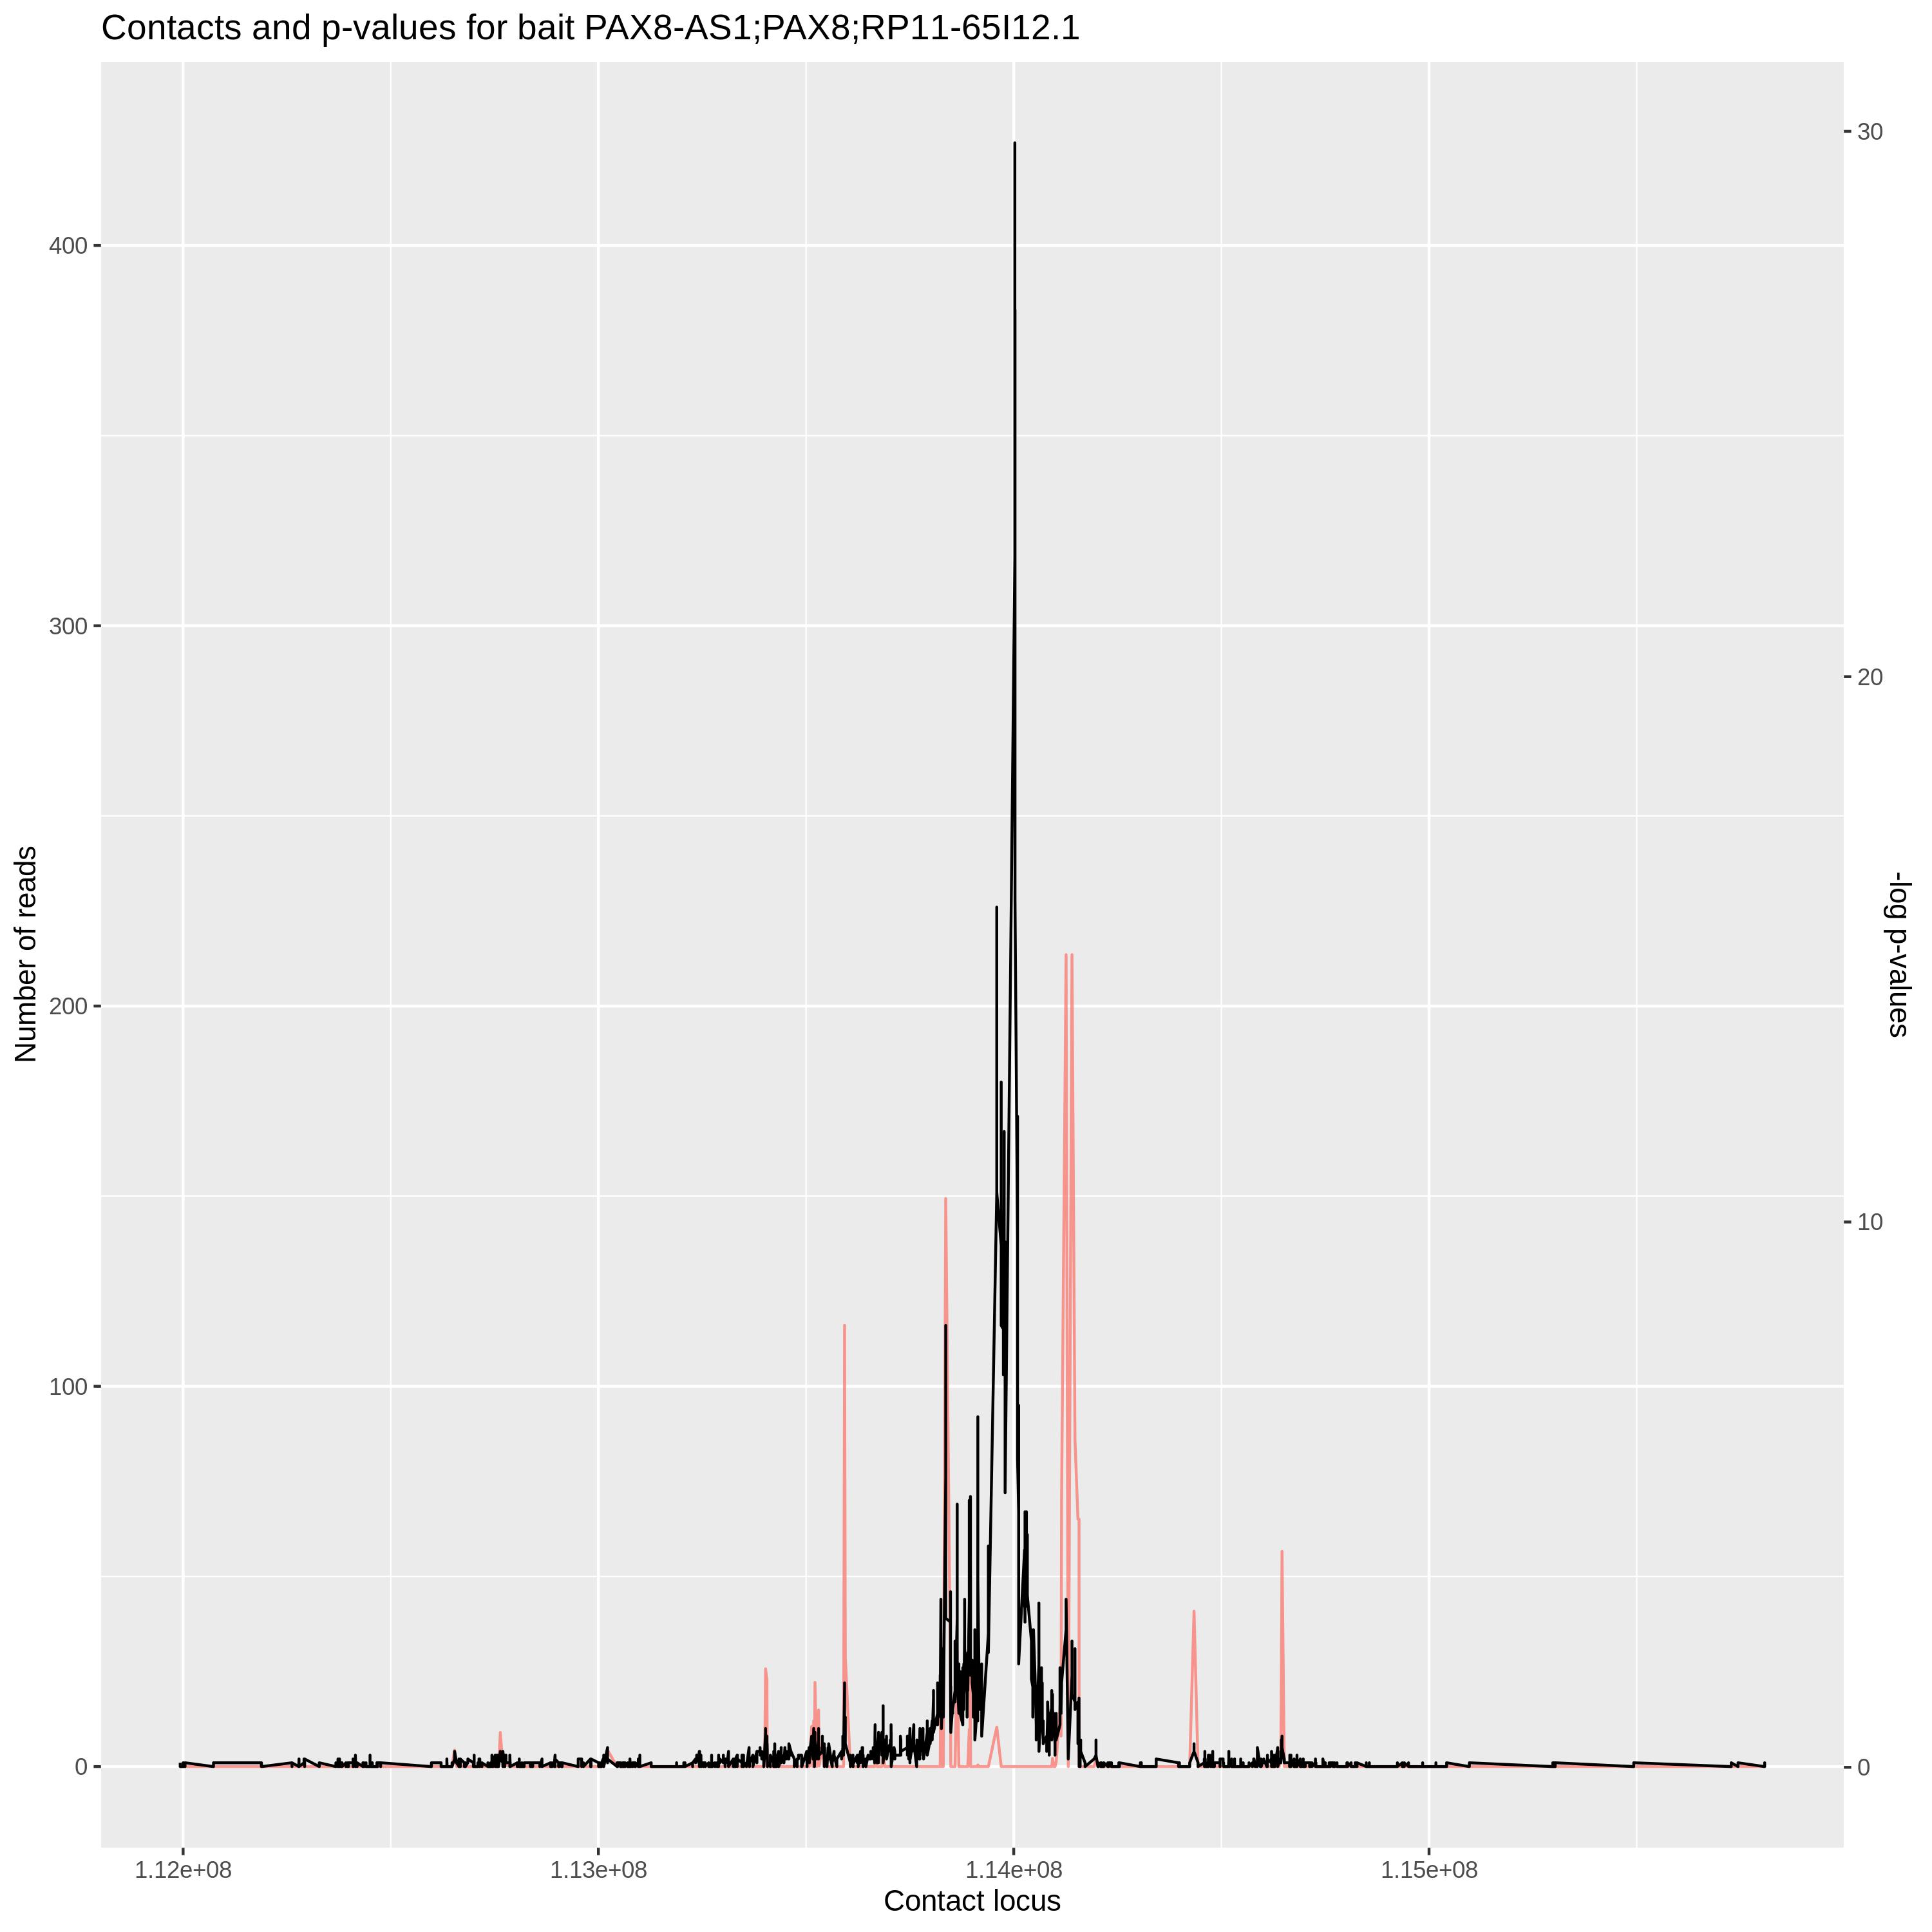 Contacts and p-values for bait PAX8-AS1;PAX8;RP11-65I12.1
400
300
200
100
0
Number of reads
30
20
10
0
-log p-values
1.12e+08
1.13e+08
1.14e+08
1.15e+08
Contact locus